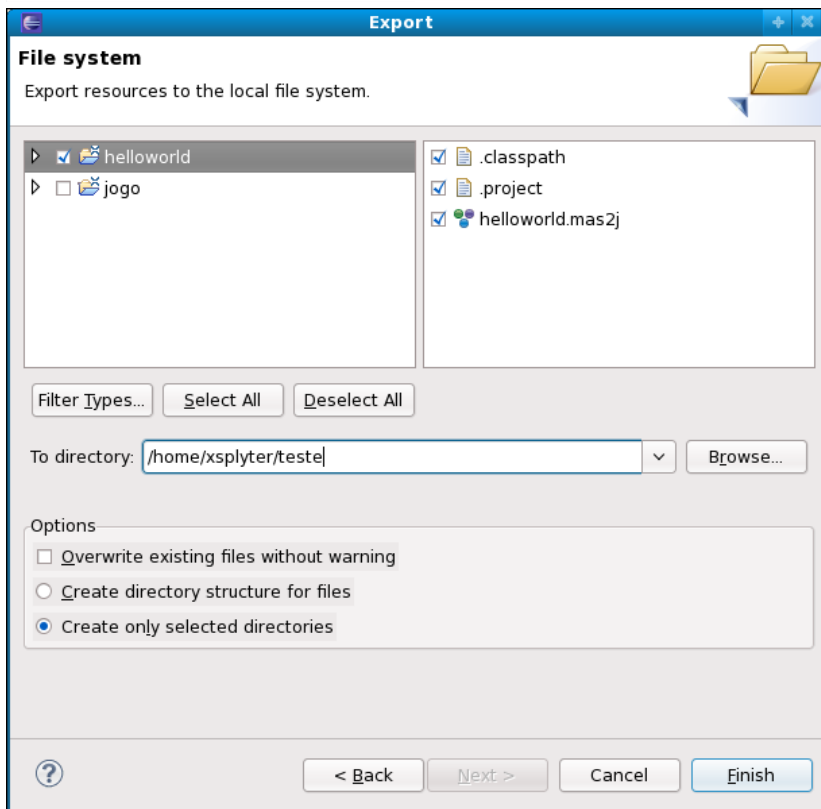 Export
File system
Export resources to the local file system.
helloworld
jogo
.classpath
.project
helloworld.mas2j
Filter Types...
Select All
Deselect All
To directory:
/home/xsplyter/teste
Browse...
Options
Overwrite existing files without warning
Create directory structure for files
Create only selected directories
?
< Back
Next >
Cancel
Finish